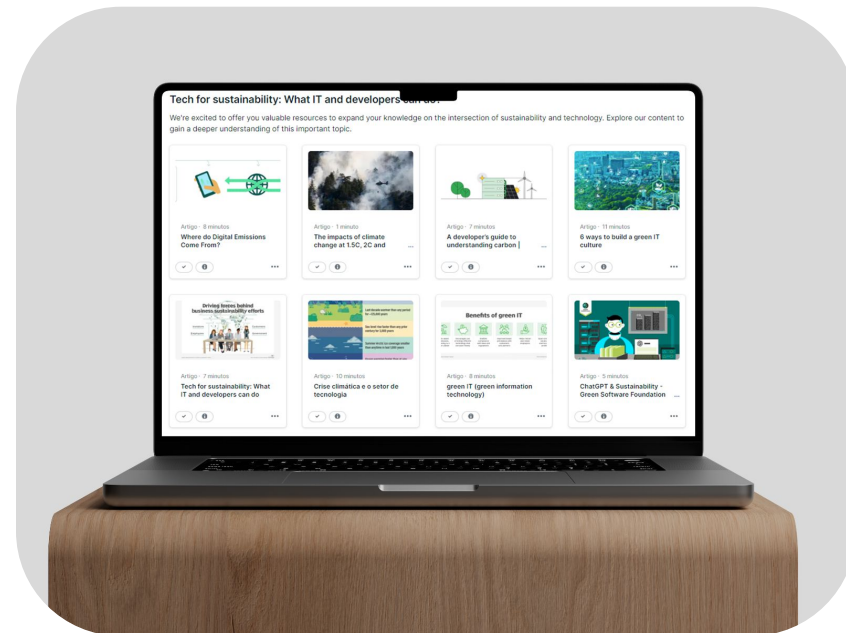 Tech for sustainability: What IT and developers can do?
We're excited to offer you valuable resources to expand your knowledge on the intersection of sustainability and technology. Explore our content to
gain a deeper understanding of this important topic.
Artigo · 8 minutos
Where do Digital Emissions
Come From?
Artigo · 1 minuto
The impacts of climate
change at 1.5C, 2C and ...
Artigo · 7 minutos
A developer's guide to
understanding carbon | ...
Artigo · 11 minutos
6 ways to build a green IT
culture
Driving forces behind
business sustainability efforts
Artigo · 7 minutos
Tech for sustainability: What
IT and developers can do
Artigo · 10 minutos
Crise climática e o setor de
tecnologia
Benefits of green IT
Artigo · 8 minutos
green IT (green information
technology)
Artigo · 5 minutos
ChatGPT & Sustainability -
Green Software Foundation ...